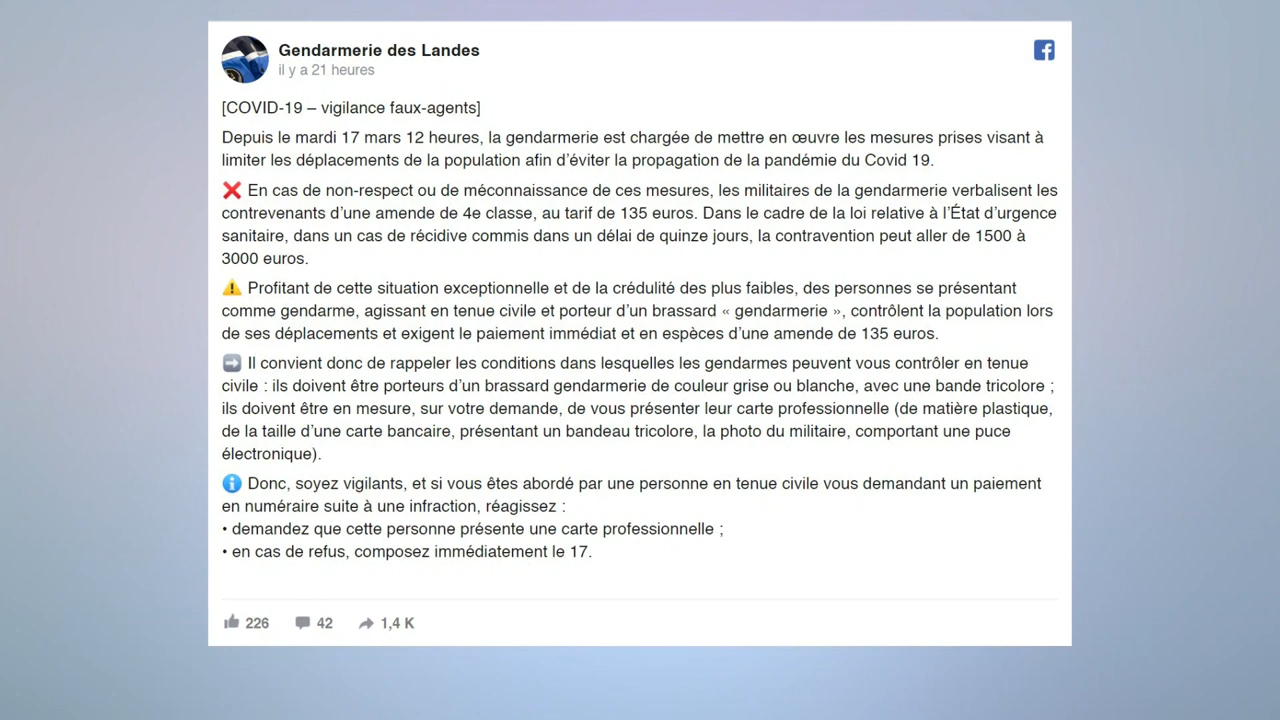 Gendarmerie des Landes
il y a 21 heures
[COVID-19 – vigilance faux-agents]
Depuis le mardi 17 mars 12 heures, la gendarmerie est chargée de mettre en œuvre les mesures prises visant à
limiter les déplacements de la population afin d’éviter la propagation de la pandémie du Covid 19.
❌ En cas de non-respect ou de méconnaissance de ces mesures, les militaires de la gendarmerie verbalisent les
contrevenants d’une amende de 4e classe, au tarif de 135 euros. Dans le cadre de la loi relative à l’État d’urgence
sanitaire, dans un cas de récidive commis dans un délai de quinze jours, la contravention peut aller de 1500 à
3000 euros.
⚠️ Profitant de cette situation exceptionnelle et de la crédulité des plus faibles, des personnes se présentant
comme gendarme, agissant en tenue civile et porteur d’un brassard « gendarmerie », contrôlent la population lors
de ses déplacements et exigent le paiement immédiat et en espèces d’une amende de 135 euros.
➡️ Il convient donc de rappeler les conditions dans lesquelles les gendarmes peuvent vous contrôler en tenue
civile : ils doivent être porteurs d’un brassard gendarmerie de couleur grise ou blanche, avec une bande tricolore ;
ils doivent être en mesure, sur votre demande, de vous présenter leur carte professionnelle (de matière plastique,
de la taille d’une carte bancaire, présentant un bandeau tricolore, la photo du militaire, comportant une puce
électronique).
ℹ️ Donc, soyez vigilants, et si vous êtes abordé par une personne en tenue civile vous demandant un paiement
en numéraire suite à une infraction, réagissez :
• demandez que cette personne présente une carte professionnelle ;
• en cas de refus, composez immédiatement le 17.
226 42 1,4 K